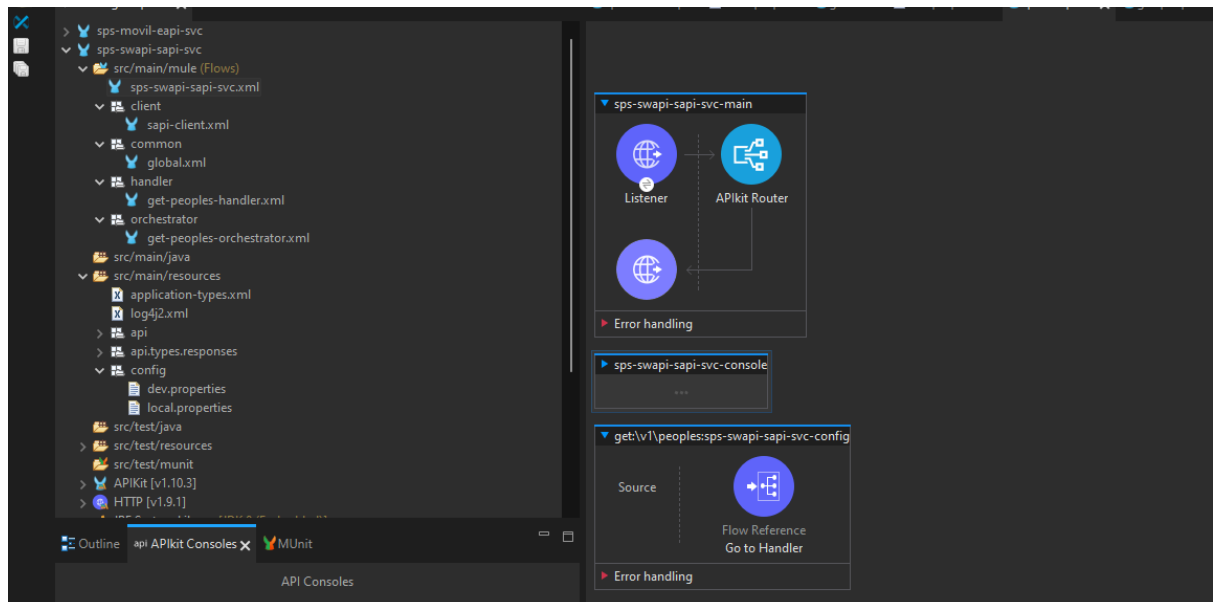 sps-movil-eapi-svc
sps-swapi-sapi-svc
src/main/mule (Flows)
sps-swapi-sapi-svc.xml
client
sapi-client.xml
common
global.xml
handler
get-peoples-handler.xml
orchestrator
get-peoples-orchestrator.xml
src/main/java
src/main/resources
application-types.xml
log4j2.xml
api
api.types.responses
config
dev.properties
local.properties
src/test/java
src/test/resources
src/test/munit
APIKit [v1.10.3]
HTTP [v1.9.1]
Outline
api APIkit Consoles
MUnit
API Consoles
sps-swapi-sapi-svc-main
Listener
APIkit Router
Error handling
sps-swapi-sapi-svc-console
...
get:\v1\peoples:sps-swapi-sapi-svc-config
Source
Flow Reference
Go to Handler
Error handling